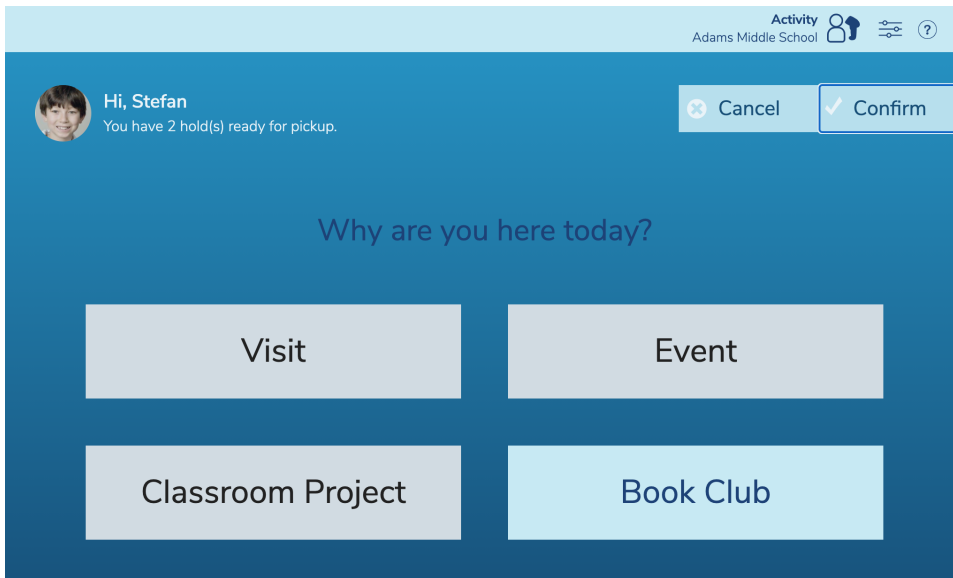 Activity
Adams Middle School
?
Hi, Stefan
You have 2 hold(s) ready for pickup.
Cancel
Confirm
Why are you here today?
Visit
Event
Classroom Project
Book Club